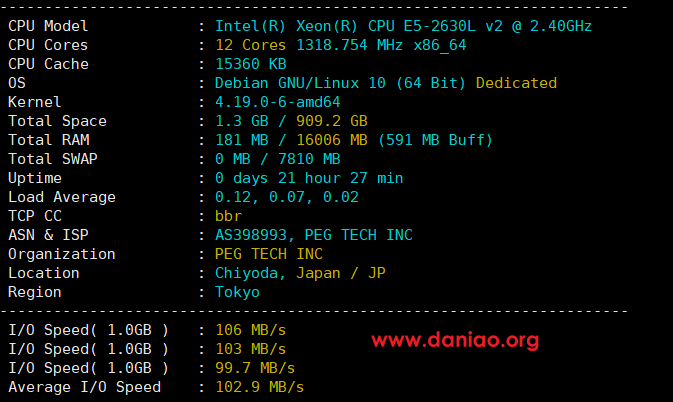 ----------------------------------------------------------------------
CPU Model : Intel(R) Xeon(R) CPU E5-2630L v2 @ 2.40GHz
CPU Cores : 12 Cores 1318.754 MHz x86_64
CPU Cache : 15360 KB
OS : Debian GNU/Linux 10 (64 Bit) Dedicated
Kernel : 4.19.0-6-amd64
Total Space : 1.3 GB / 909.2 GB
Total RAM : 181 MB / 16006 MB (591 MB Buff)
Total SWAP : 0 MB / 7810 MB
Uptime : 0 days 21 hour 27 min
Load Average : 0.12, 0.07, 0.02
TCP CC : bbr
ASN & ISP : AS398993, PEG TECH INC
Organization : PEG TECH INC
Location : Chiyoda, Japan / JP
Region : Tokyo
----------------------------------------------------------------------
I/O Speed( 1.0GB ) : 106 MB/s
I/O Speed( 1.0GB ) : 103 MB/s
I/O Speed( 1.0GB ) : 99.7 MB/s
Average I/O Speed : 102.9 MB/s
www.daniao.org